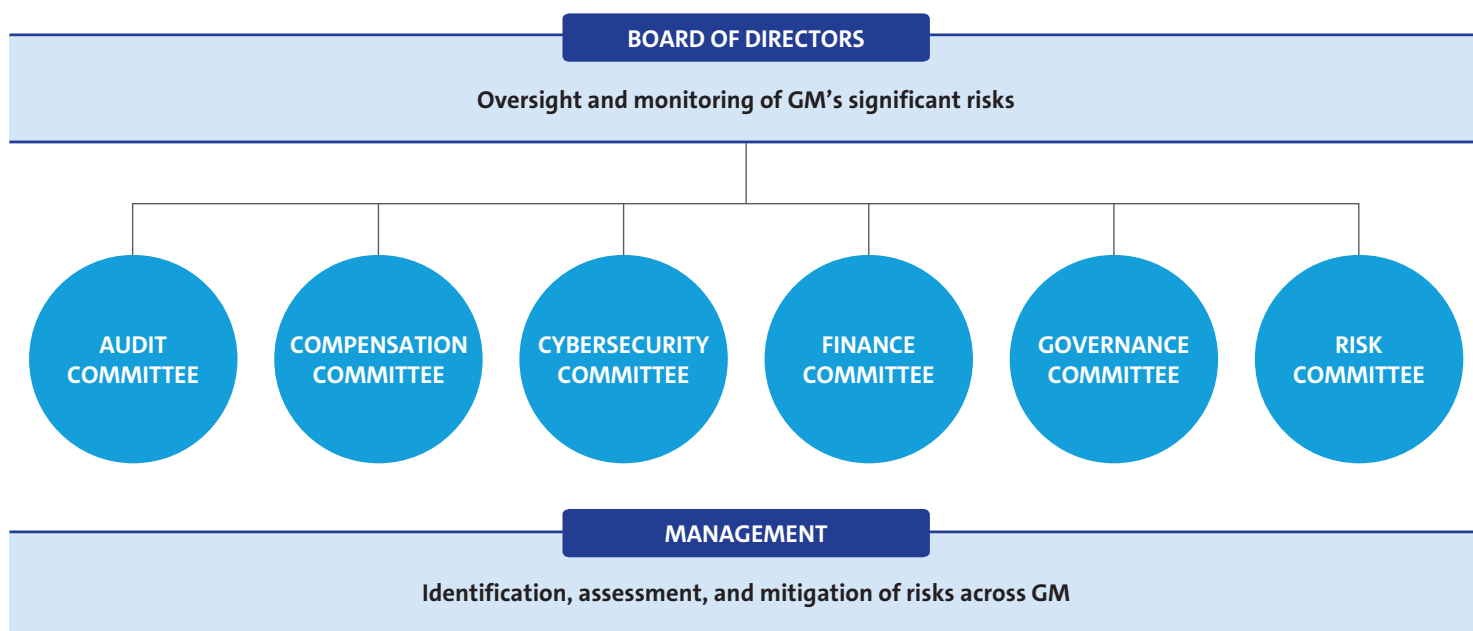 BOARD OF DIRECTORS
Oversight and monitoring of GM’s significant risks
AUDIT
COMMITTEE
COMPENSATION
COMMITTEE
CYBERSECURITY
COMMITTEE
FINANCE
COMMITTEE
GOVERNANCE
COMMITTEE
RISK
COMMITTEE
MANAGEMENT
Identification, assessment, and mitigation of risks across GM